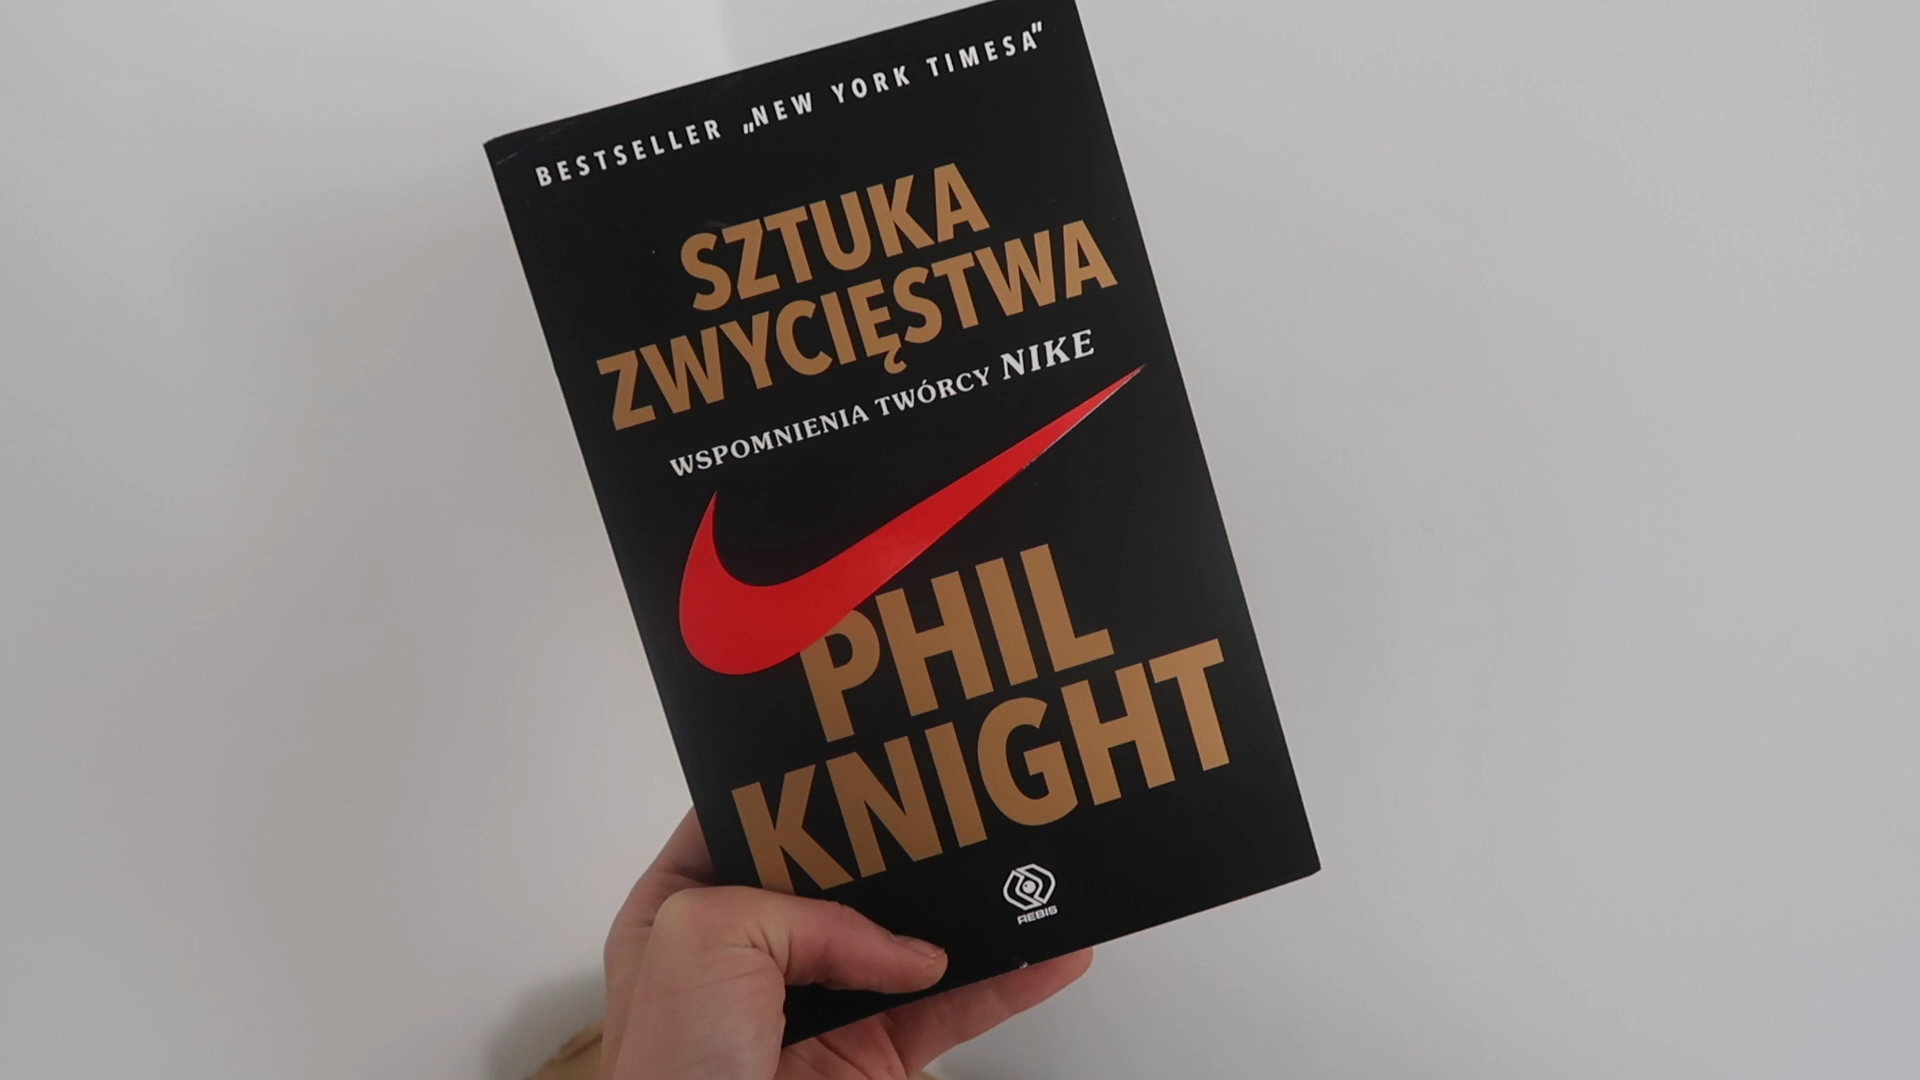 BESTSELLER „NEW YORK TIMESA”
SZTUKA
ZWYCIĘSTWA
WSPOMNIENIA TWÓRCY NIKE
PHIL
KNIGHT
REBIS